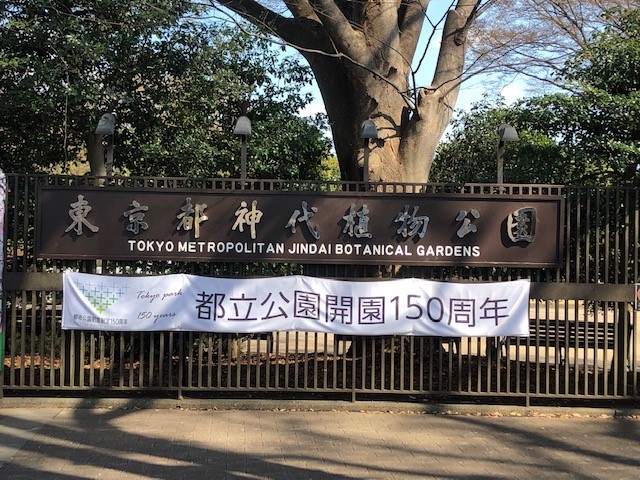 東京都神代植物公園
TOKYO METROPOLITAN JINDAI BOTANICAL GARDENS
Tokyo park
150 years
都立公園開園150周年